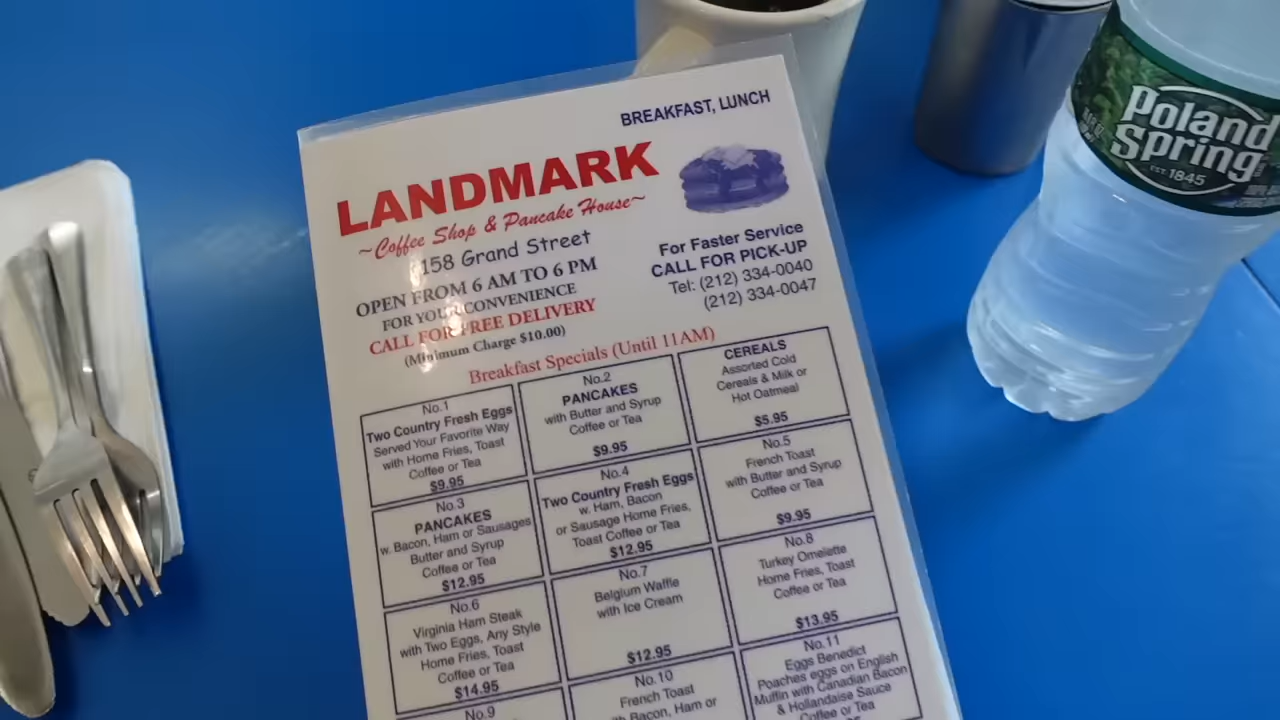 BREAKFAST, LUNCH
LANDMARK
~Coffee Shop & Pancake House~
158 Grand Street
OPEN FROM 6 AM TO 6 PM
FOR YOUR CONVENIENCE
CALL FOR FREE DELIVERY
(Minimum Charge $10.00)
For Faster Service
CALL FOR PICK-UP
Tel: (212) 334-0040
(212) 334-0047
Breakfast Specials (Until 11AM)
No.1
Two Country Fresh Eggs
Served Your Favorite Way
with Home Fries, Toast
Coffee or Tea
$9.95
No.2
PANCAKES
with Butter and Syrup
Coffee or Tea
$9.95
CEREALS
Assorted Cold
Cereals & Milk or
Hot Oatmeal
$5.95
No.3
PANCAKES
w. Bacon, Ham or Sausages
Butter and Syrup
Coffee or Tea
$12.95
No.4
Two Country Fresh Eggs
w. Ham, Bacon
or Sausage Home Fries,
Toast Coffee or Tea
$12.95
No.5
French Toast
with Butter and Syrup
Coffee or Tea
$9.95
No.6
Virginia Ham Steak
with Two Eggs, Any Style
Home Fries, Toast
Coffee or Tea
$14.95
No.7
Belgium Waffle
with Ice Cream
$12.95
No.8
Turkey Omelette
Home Fries, Toast
Coffee or Tea
$13.95
No.9
No.10
French Toast
Bacon, Ham or
No.11
Eggs Benedict
Poaches eggs on English
Muffin with Canadian Bacon
& Hollandaise Sauce
Coffee or Tea
Poland
Spring
EST. 1845